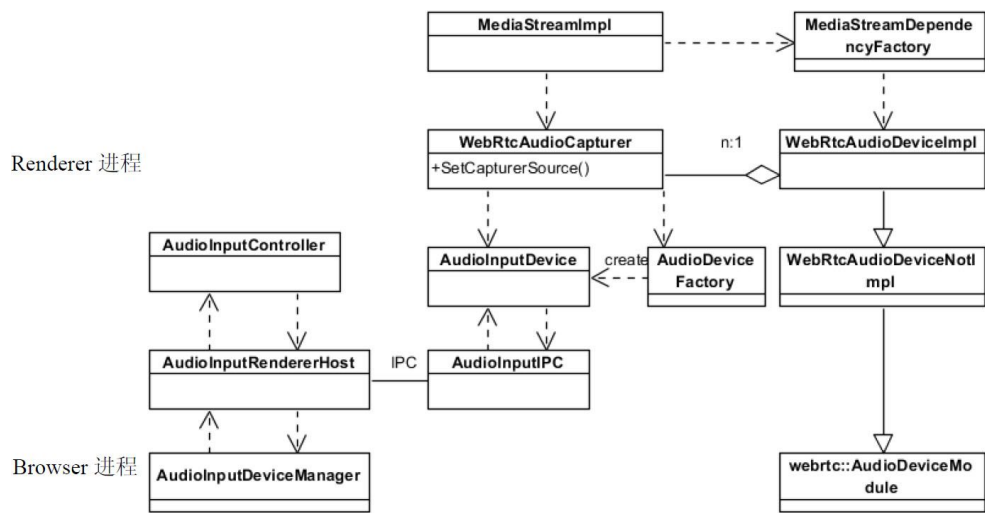 MediaStreamImpl
MediaStreamDepende
ncyFactory
Renderer 进程
WebRtcAudioCapturer
+SetCapturerSource()
n:1
WebRtcAudioDeviceImpl
AudioInputController
AudioInputDevice
create
AudioDevice
Factory
WebRtcAudioDeviceNotI
mpl
AudioInputRendererHost
IPC
AudioInputIPC
Browser 进程
AudioInputDeviceManager
webrtc::AudioDeviceMo
dule